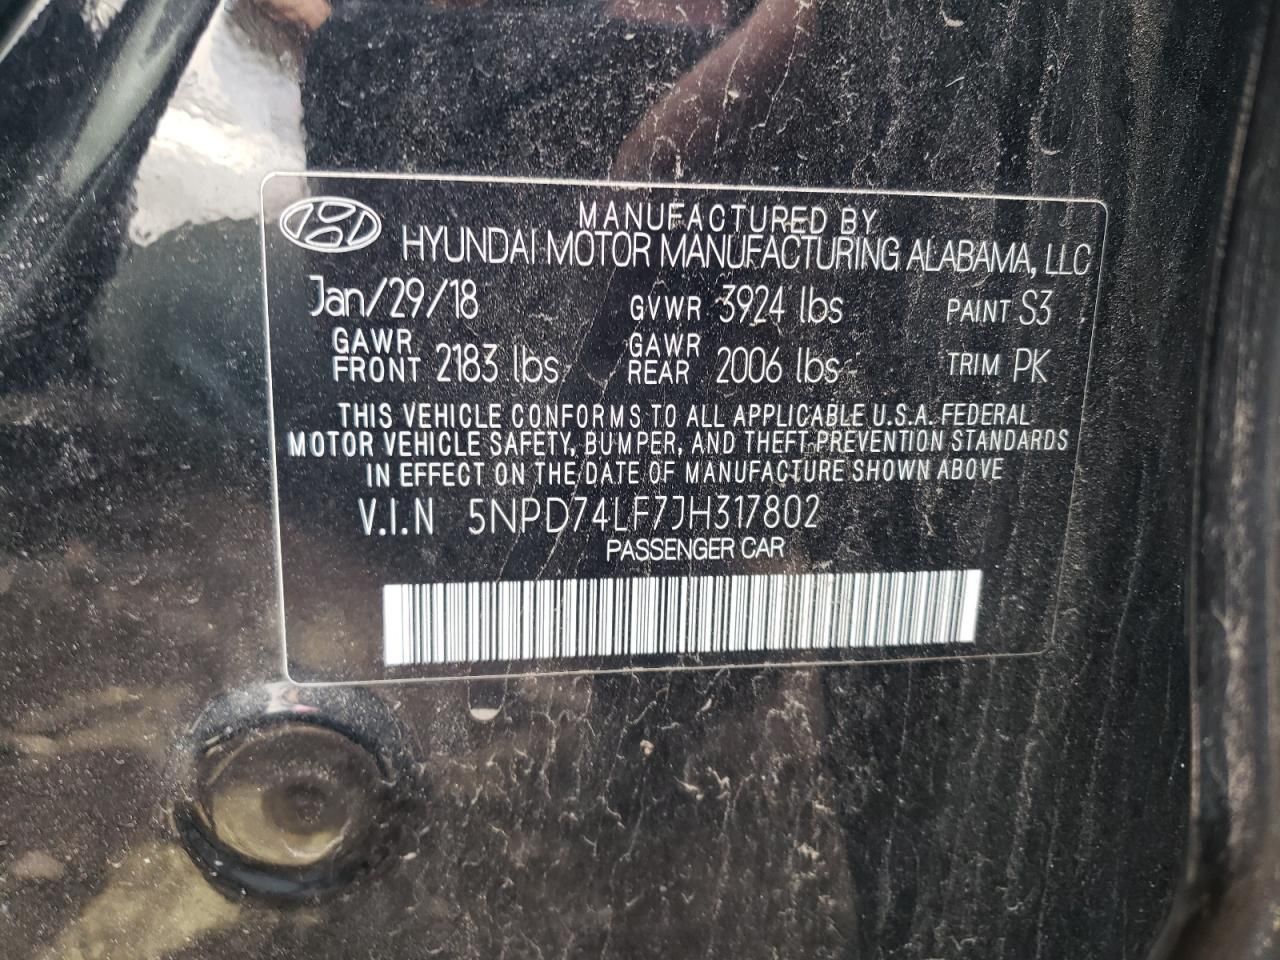 MANUFACTURED BY
HYUNDAI MOTOR MANUFACTURING ALABAMA, LLC
Jan/29/18 GVWR 3924 lbs PAINT S3
GAWR FRONT 2183 lbs GAWR REAR 2006 lbs TRIM PK
THIS VEHICLE CONFORMS TO ALL APPLICABLE U.S.A. FEDERAL
MOTOR VEHICLE SAFETY, BUMPER, AND THEFT PREVENTION STANDARDS
IN EFFECT ON THE DATE OF MANUFACTURE SHOWN ABOVE
V.I.N 5NPD74LF7JH317802
PASSENGER CAR